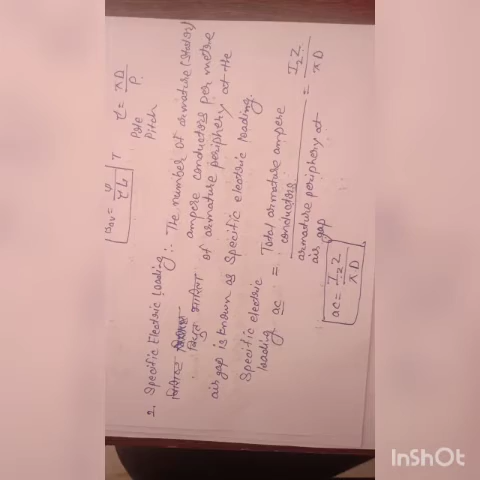 Bav = φ / τL T τ = πD / P
Pole Pitch
2. Specific Electric Loading :- The number of armature (stator)
विशिष्ट विद्युत भारिता ampere conductors per metre
of armature periphery at the
air gap is known as Specific electric loading.
Specific electric loading ac = Total armature ampere conductors / armature periphery at air gap = IzZ / πD
ac = IzZ / πD
InShOt